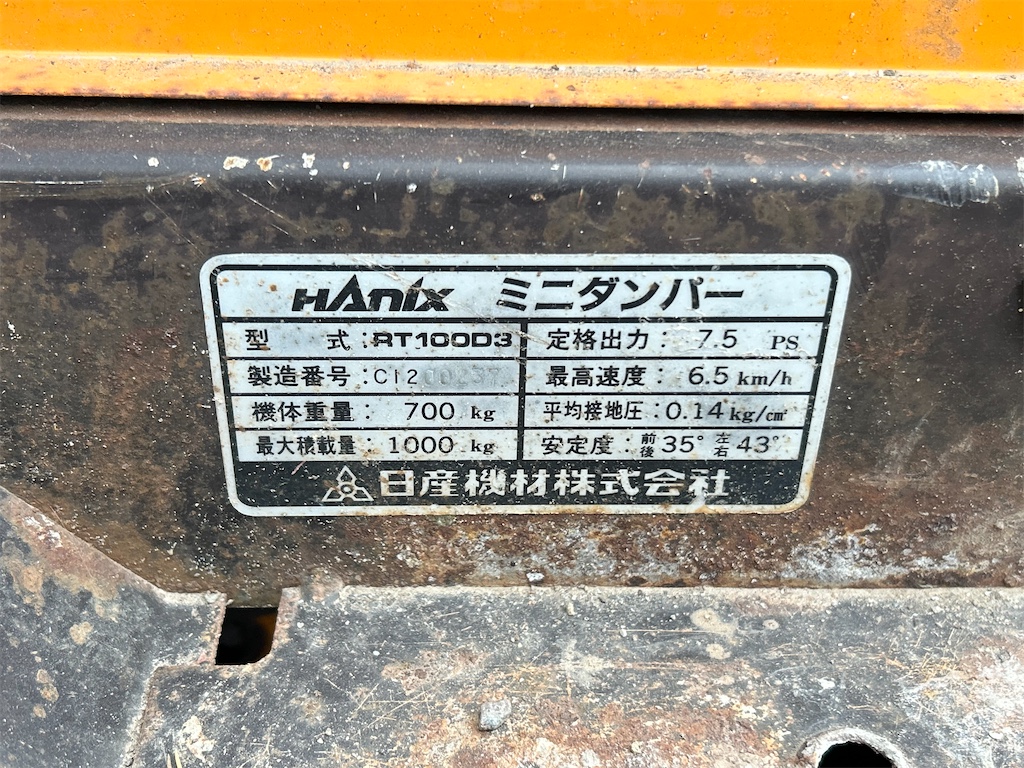 HANIX ミニダンパー
型式:RT100D3 定格出力: 7.5 PS
製造番号:C1200237 最高速度: 6.5 km/h
機体重量: 700 kg 平均接地圧:0.14kg/cm²
最大積載量: 1000 kg 安定度:前後35° 左右43°
日産機材株式会社